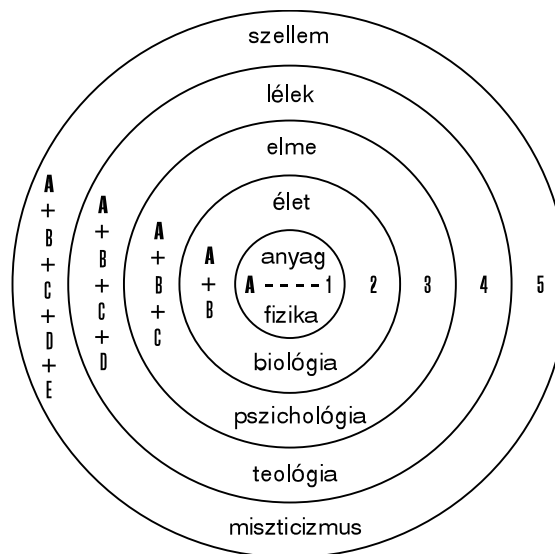 szellem
lélek
elme
élet
anyag
A ---- 1 2 3 4 5
fizika
biológia
pszichológia
teológia
miszticizmus
A
+
B
+
C
+
D
+
E
A
+
B
+
C
+
D
A
+
B
+
C
A
+
B